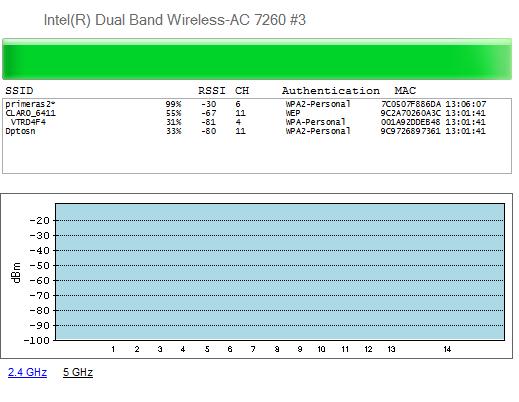 Intel(R) Dual Band Wireless-AC 7260 #3
SSID RSSI CH Authentication MAC
primeras2* 99% -30 6 WPA2-Personal 7C0507F886DA 13:06:07
CLARO_6411 55% -67 11 WEP 9C2A70260A3C 13:01:41
VTRD4F4 31% -81 4 WPA-Personal 001A92DDEB48 13:01:41
Dptosn 33% -80 11 WPA2-Personal 9C9726897361 13:01:41
-20
-30
-40
-50
-60
-70
-80
-90
-100
dBm
1 2 3 4 5 6 7 8 9 10 11 12 13 14
2.4 GHz 5 GHz